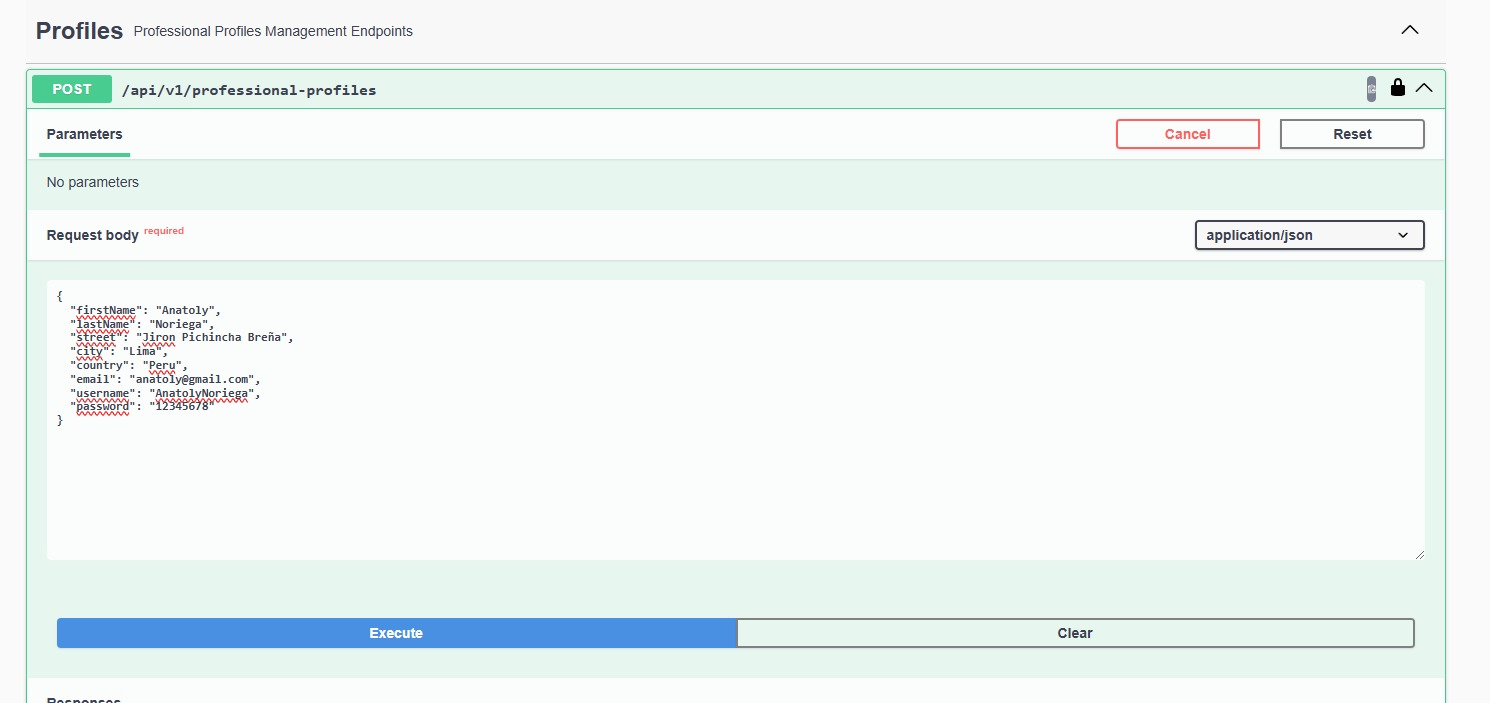 Profiles Professional Profiles Management Endpoints
POST /api/v1/professional-profiles
Parameters
Cancel
Reset
No parameters
Request body required
application/json
{
"firstName": "Anatoly",
"lastName": "Noriega",
"street": "Jiron Pichincha Breña",
"city": "Lima",
"country": "Peru",
"email": "anatoly@gmail.com",
"username": "AnatolyNoriega",
"password": "12345678"
}
Execute
Clear
Responses